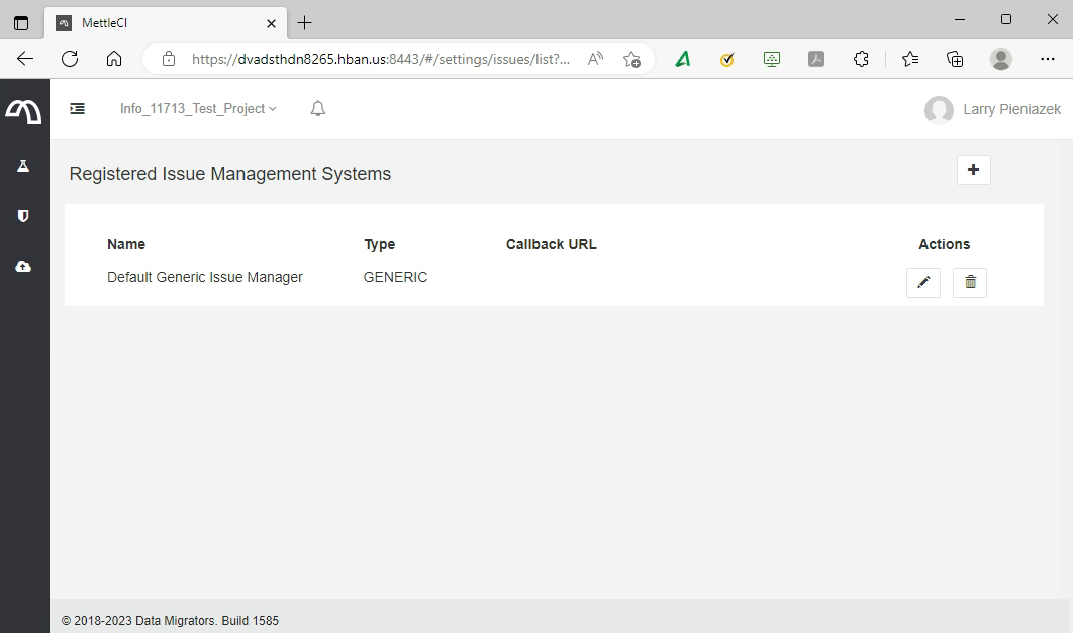 MettleCI
https://dvadsthdn8265.hban.us:8443/#/settings/issues/list?...
Info_11713_Test_Project
Larry Pieniazek
Registered Issue Management Systems
Name Type Callback URL Actions
Default Generic Issue Manager GENERIC
© 2018-2023 Data Migrators. Build 1585